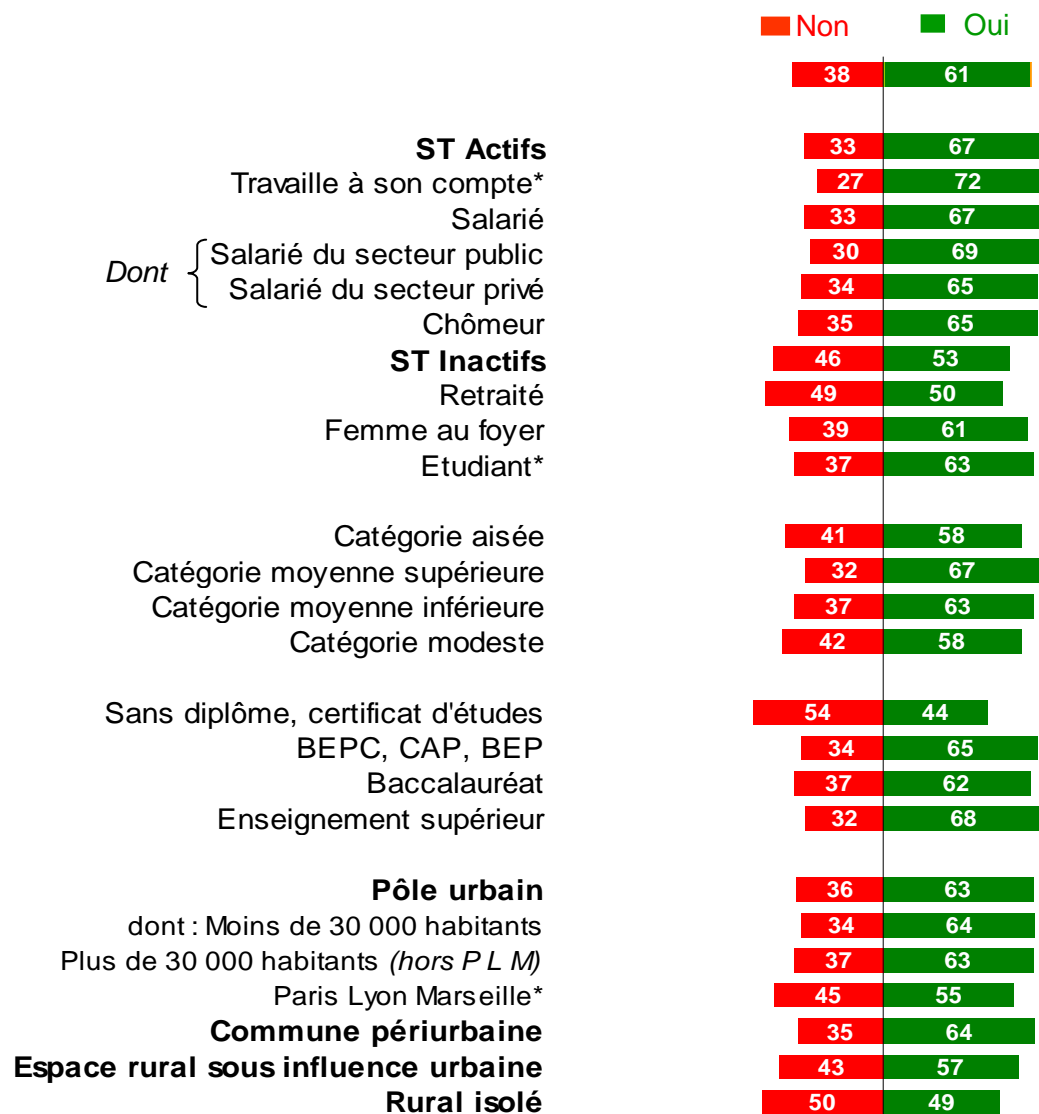 Non Oui
38 61
ST Actifs 33 67
Travaille à son compte* 27 72
Salarié 33 67
Dont
Salarié du secteur public 30 69
Salarié du secteur privé 34 65
Chômeur 35 65
ST Inactifs 46 53
Retraité 49 50
Femme au foyer 39 61
Etudiant* 37 63
Catégorie aisée 41 58
Catégorie moyenne supérieure 32 67
Catégorie moyenne inférieure 37 63
Catégorie modeste 42 58
Sans diplôme, certificat d'études 54 44
BEPC, CAP, BEP 34 65
Baccalauréat 37 62
Enseignement supérieur 32 68
Pôle urbain 36 63
dont : Moins de 30 000 habitants 34 64
Plus de 30 000 habitants (hors P L M) 37 63
Paris Lyon Marseille* 45 55
Commune périurbaine 35 64
Espace rural sous influence urbaine 43 57
Rural isolé 50 49